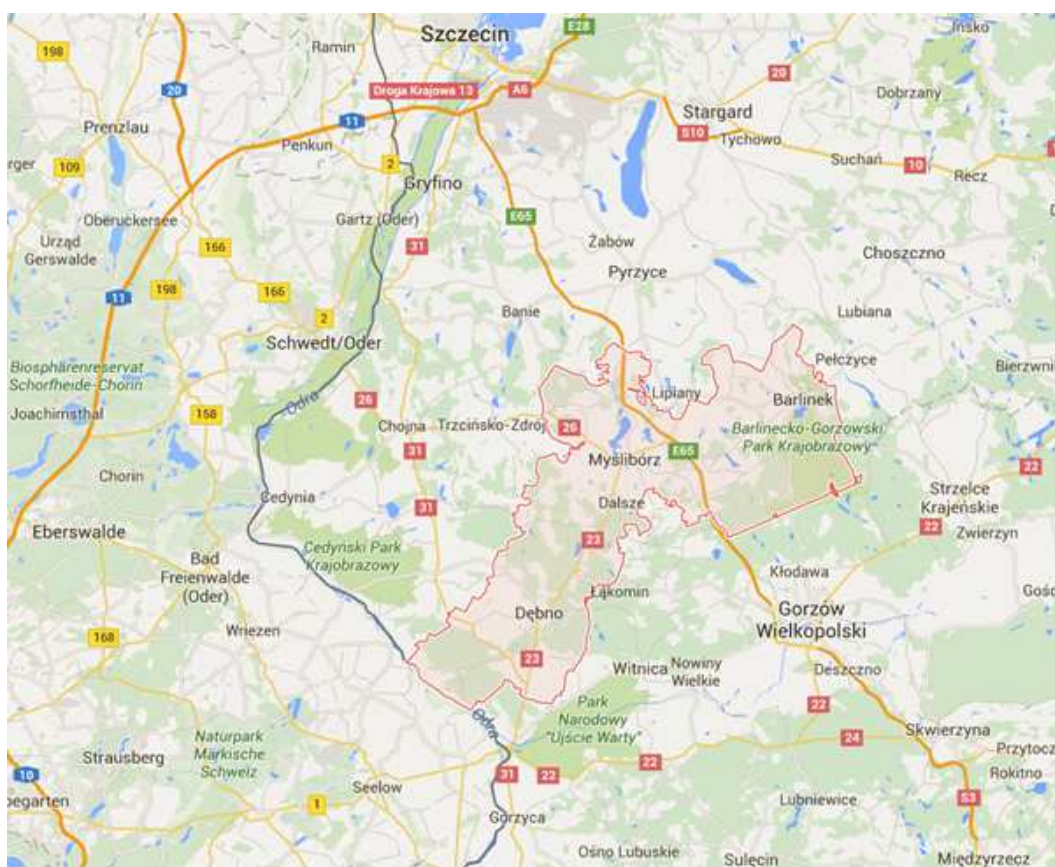 Szczecin
E28
Ińsko
Ramin
198
20
Droga Krajowa 13
A6
20
Dobrzany
Stargard
11
Prenzlau
S10
Tychowo
Penkun
2
Suchań
10
Recz
109
Gryfino
Oberuckersee
Gartz (Oder)
E65
Urząd
Gerswalde
166
31
Żabów
Choszczno
Pyrzyce
198
166
11
Banie
Lubiana
2
Schwedt/Oder
Pełczyce
Biosphärenreservat
Schorfheide-Chorin
Lipiany
Barlinek
Odra
26
Joachimsthal
158
Chojna
Trzcińsko-Zdrój
26
Barlinecko-Gorzowski
Park Krajobrazowy
31
Myślibórz
E65
22
Chorin
Cedynia
31
Dalsze
Strzelce
Krajeńskie
22
Zwierzyn
Eberswalde
23
Cedyński Park
Krajobrazowy
Bad
Freienwalde
(Oder)
Kłodawa
Łąkomin
Dębno
Gorzów
Wielkopolski
Wriezen
168
23
Witnica
Nowiny
Wielkie
Deszczno
22
Park
Narodowy
"Ujście Warty"
Odra
Skwierzyna
24
Naturpark
Märkische
Schweiz
Strausberg
Rokitno
10
31
22
22
Seelow
S3
1
Lubniewice
Górzyca
Ośno Lubuskie
Sulęcin
Międzyrzecz